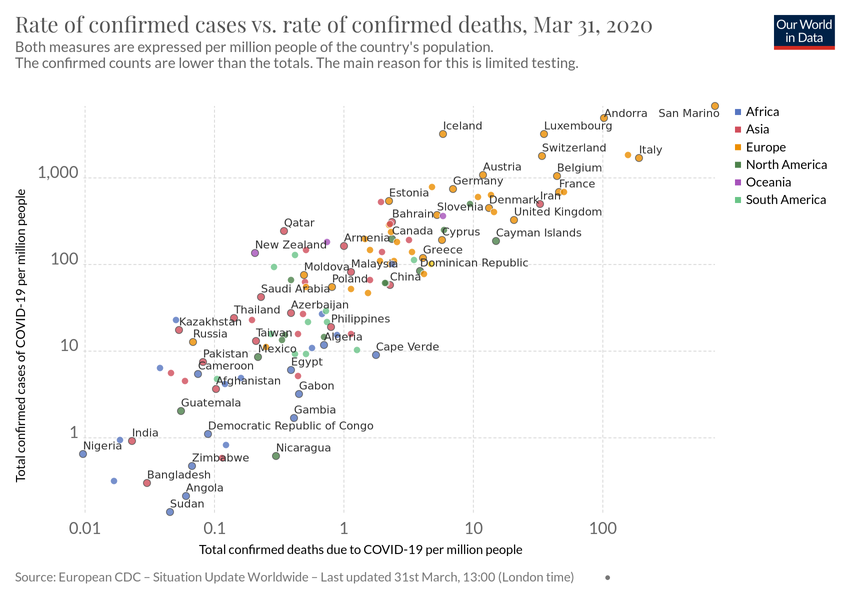 Rate of confirmed cases vs. rate of confirmed deaths, Mar 31, 2020
Both measures are expressed per million people of the country's population.
The confirmed counts are lower than the totals. The main reason for this is limited testing.
Our World
in Data
Andorra San Marino
Iceland Luxembourg
Switzerland Italy
Austria Belgium
Germany France
Estonia Denmark Iran
Bahrain Slovenia United Kingdom
Qatar Armenia Canada Cyprus Cayman Islands
New Zealand Greece
Moldova Malaysia Dominican Republic
Saudi Arabia Poland China
Thailand Azerbaijan
Kazakhstan Philippines
Russia Taiwan Algeria
Pakistan Mexico Cape Verde
Cameroon Egypt
Afghanistan Gabon
Guatemala Gambia
Democratic Republic of Congo
Nigeria India Nicaragua
Zimbabwe
Bangladesh
Angola
Sudan
Africa
Asia
Europe
North America
Oceania
South America
Total confirmed cases of COVID-19 per million people
1,000
100
10
1
0.01 0.1 1 10 100
Total confirmed deaths due to COVID-19 per million people
Source: European CDC – Situation Update Worldwide – Last updated 31st March, 13:00 (London time) •